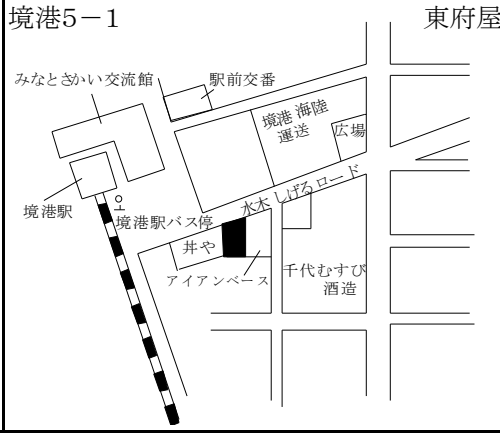 境港5－1
東府屋
みなとさかい交流館
駅前交番
境港海陸
運送
広場
水木しげるロード
境港駅
境港駅バス停
丼や
アイアンベース
千代むすび
酒造